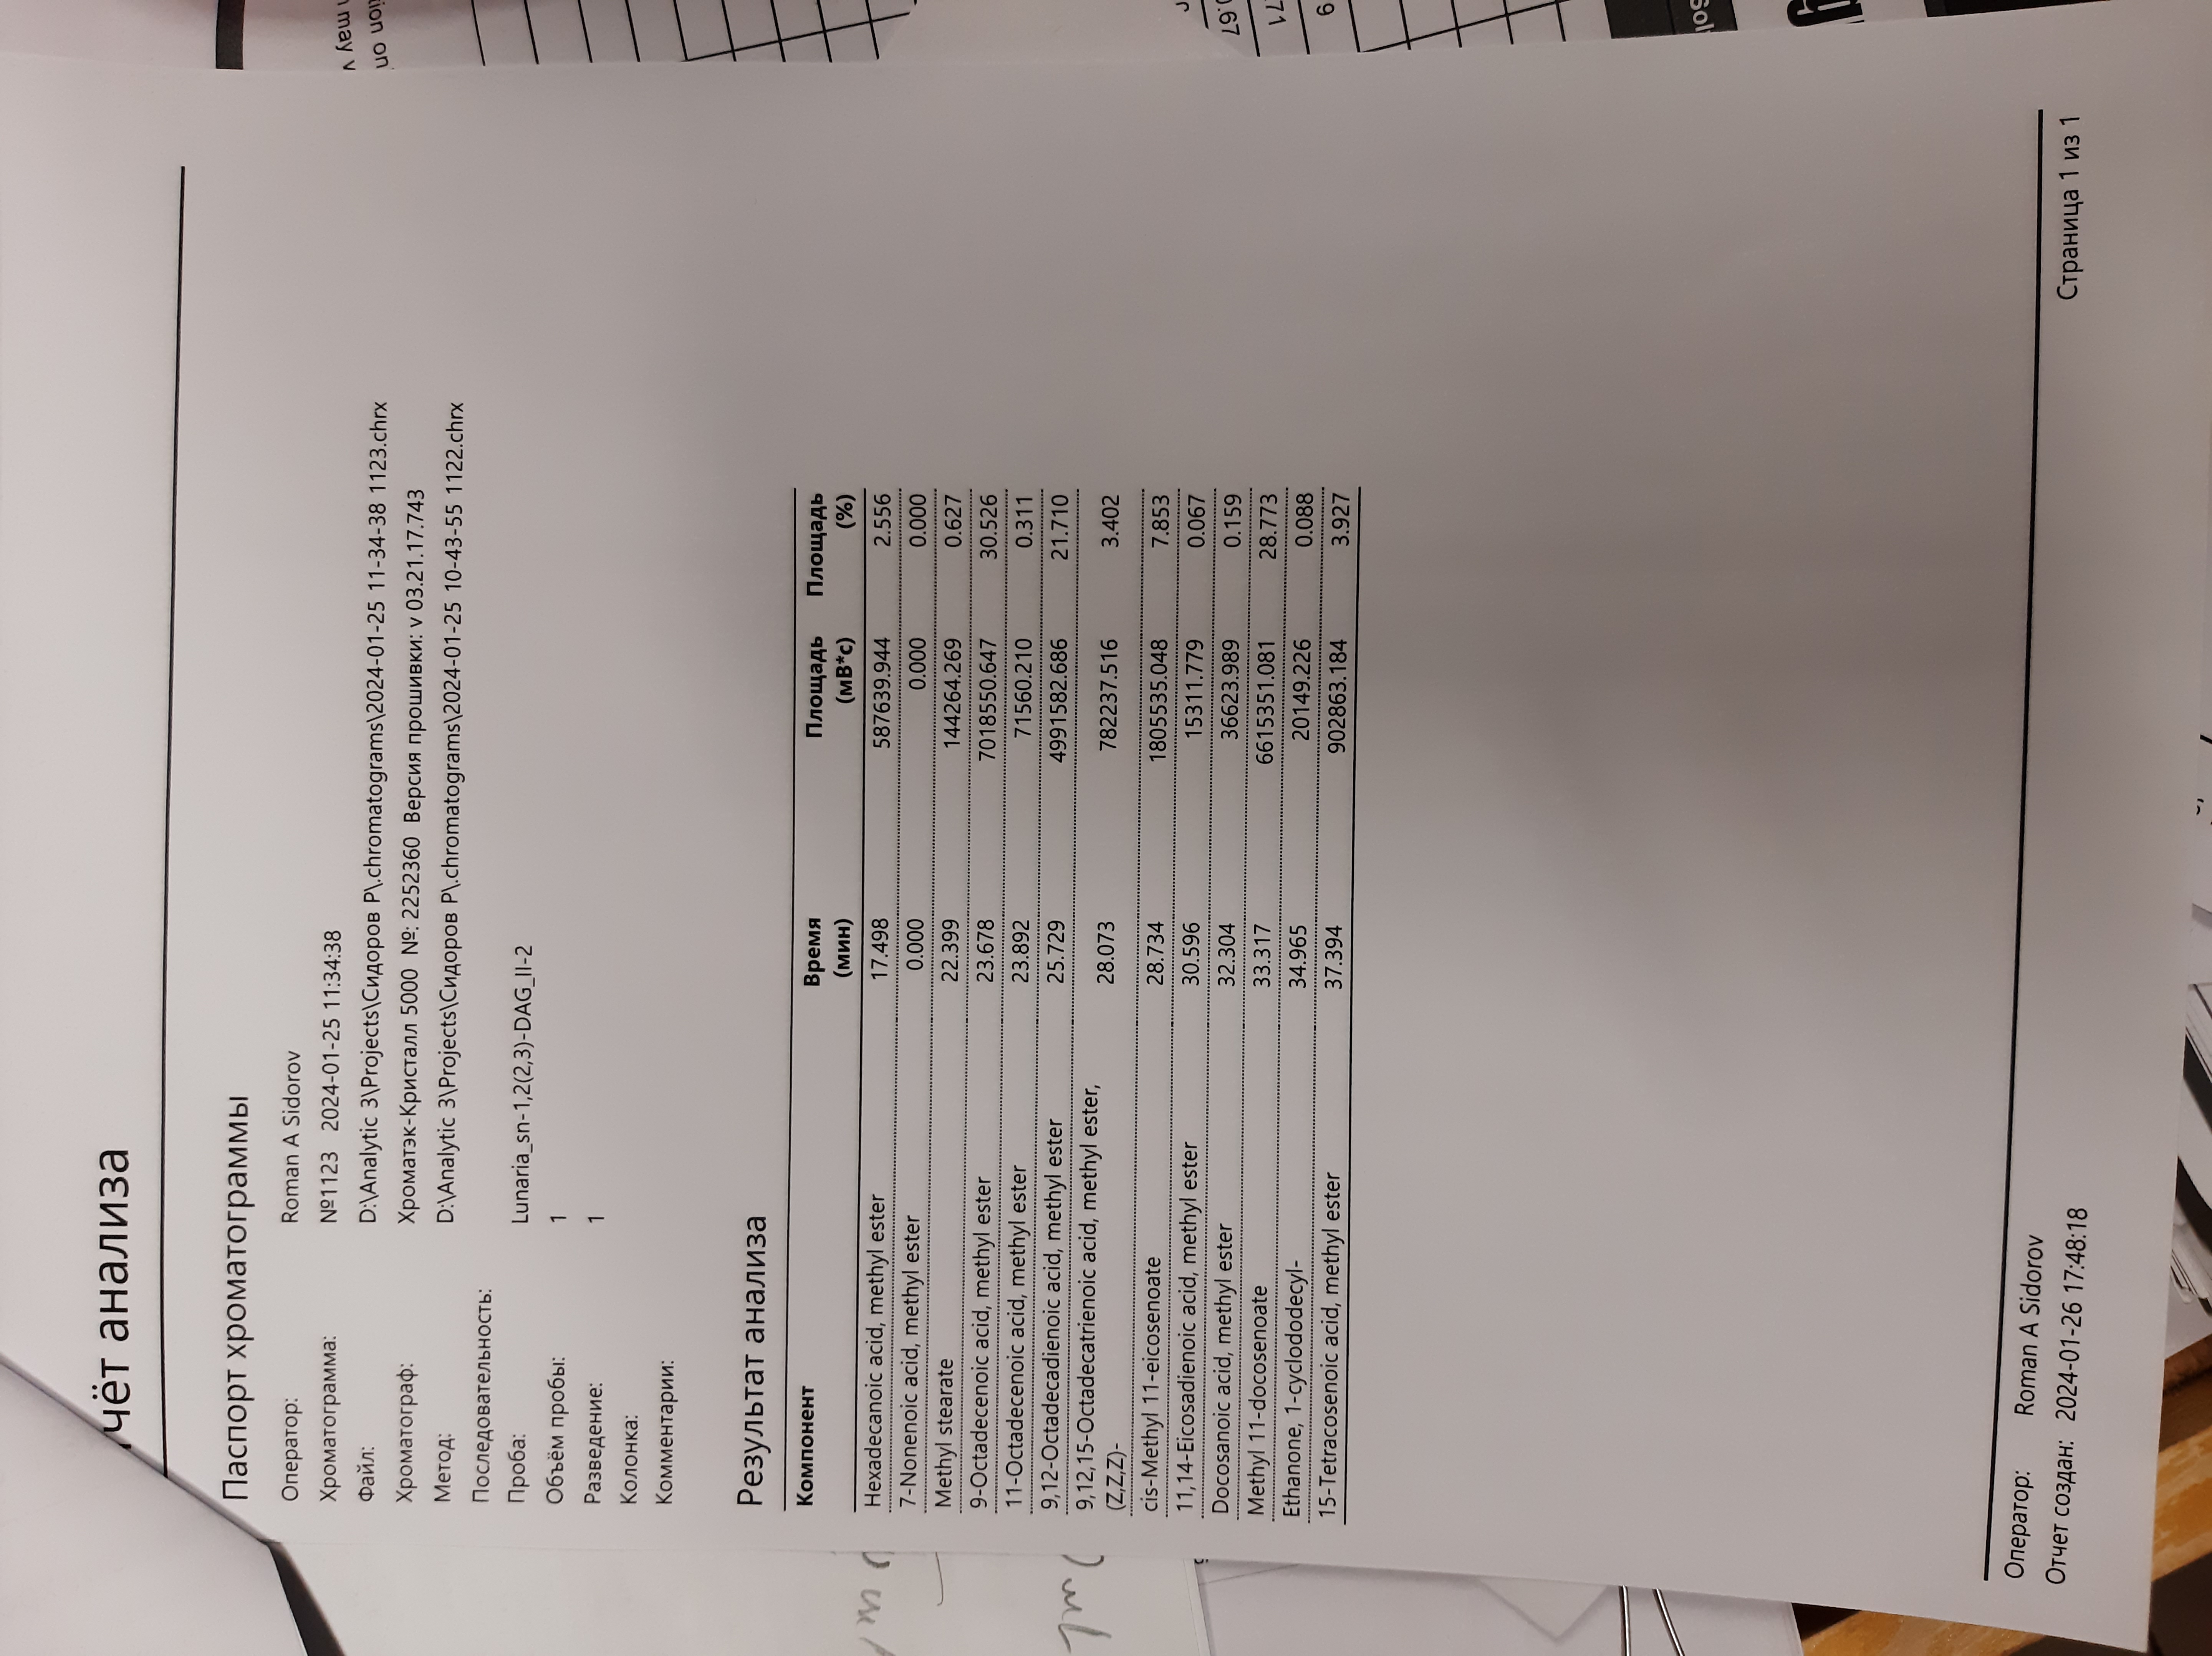 чёт анализа
Паспорт хроматограммы
Оператор: Roman A Sidorov
Хроматограмма: №1123 2024-01-25 11:34:38
Файл: D:\Analytic 3\Projects\Сидоров Р\.chromatograms\2024-01-25 11-34-38 1123.chrx
Хроматограф: Хроматэк-Кристалл 5000 №: 2252360 Версия прошивки: v 03.21.17.743
Метод: D:\Analytic 3\Projects\Сидоров Р\.chromatograms\2024-01-25 10-43-55 1122.chrx
Последовательность:
Проба: Lunaria_sn-1,2(2,3)-DAG_II-2
Объём пробы: 1
Разведение: 1
Колонка:
Комментарии:
Результат анализа
Компонент Время Площадь Площадь
(мин) (мВ*с) (%)
Hexadecanoic acid, methyl ester 17.498 587639.944 2.556
7-Nonenoic acid, methyl ester 0.000 0.000 0.000
Methyl stearate 22.399 144264.269 0.627
9-Octadecenoic acid, methyl ester 23.678 7018550.647 30.526
11-Octadecenoic acid, methyl ester 23.892 71560.210 0.311
9,12-Octadecadienoic acid, methyl ester 25.729 4991582.686 21.710
9,12,15-Octadecatrienoic acid, methyl ester,
(Z,Z,Z)- 28.073 782237.516 3.402
cis-Methyl 11-eicosenoate 28.734 1805535.048 7.853
11,14-Eicosadienoic acid, methyl ester 30.596 15311.779 0.067
Docosanoic acid, methyl ester 32.304 36623.989 0.159
Methyl 11-docosenoate 33.317 6615351.081 28.773
Ethanone, 1-cyclododecyl- 34.965 20149.226 0.088
15-Tetracosenoic acid, methyl ester 37.394 902863.184 3.927
Оператор: Roman A Sidorov
Отчет создан: 2024-01-26 17:48:18
Страница 1 из 1